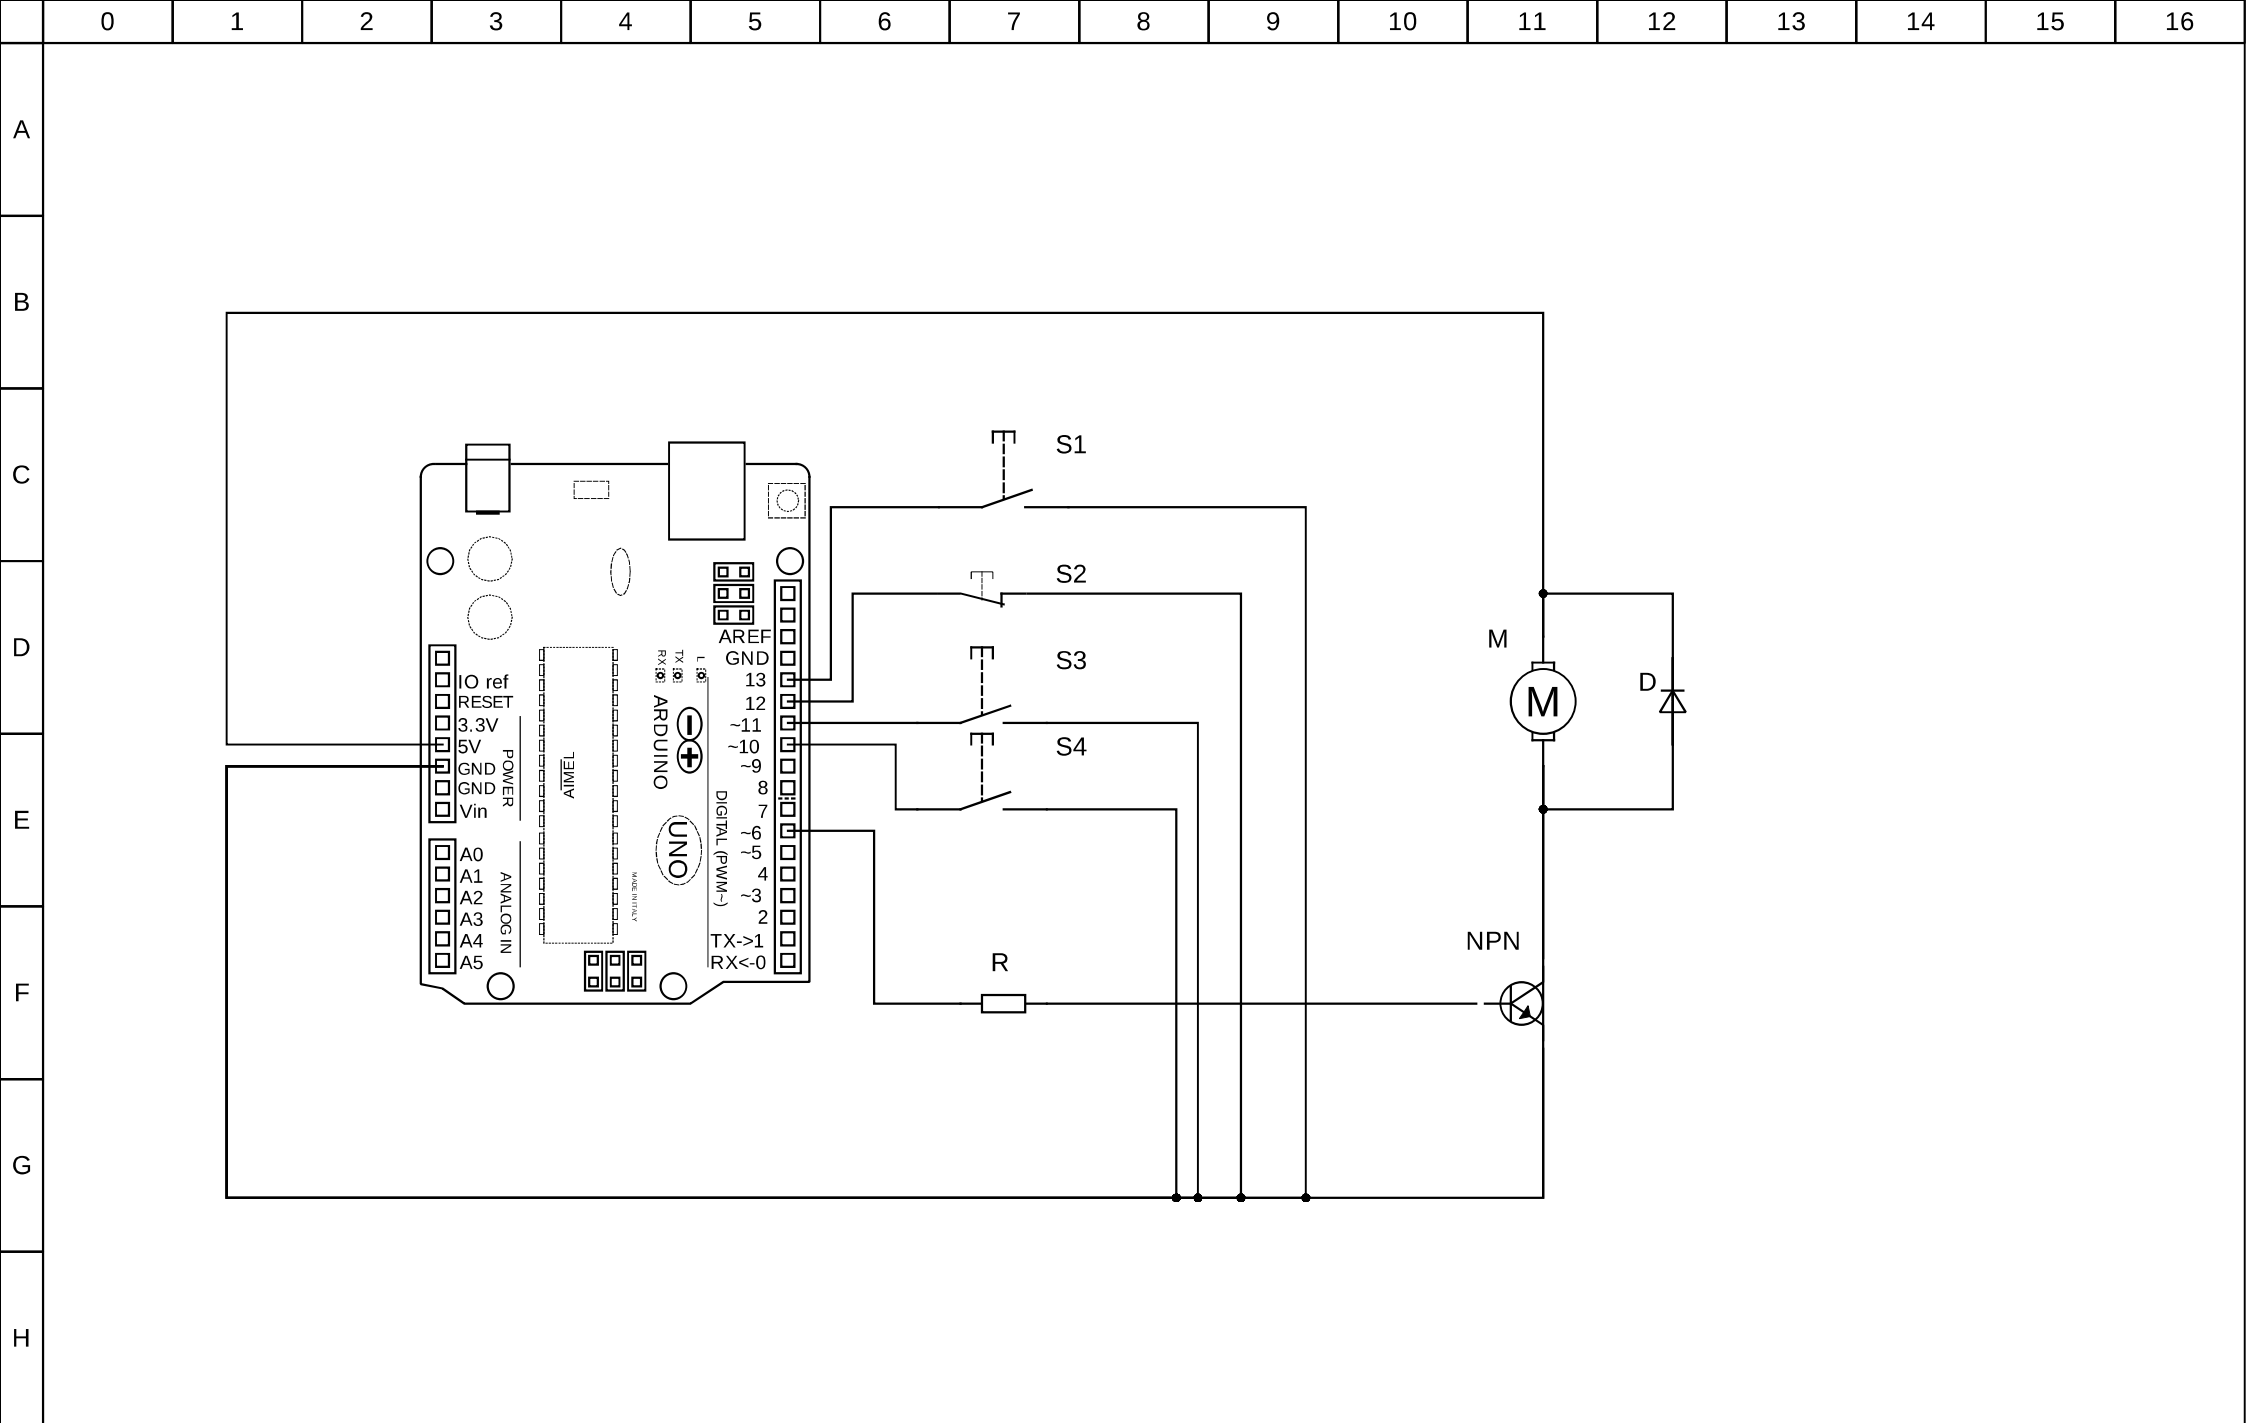 0 1 2 3 4 5 6 7 8 9 10 11 12 13 14 15 16
A
B
C
D
E
F
G
H
S1
S2
S3
S4
IO ref
RESET
3.3V
5V
GND
GND
Vin
POWER
A0
A1
A2
A3
A4
A5
ANALOG IN
AIMEL
MADE IN ITALY
RX
TX
L
ARDUINO
UNO
AREF
GND
13
12
~11
~10
~9
8
7
~6
~5
4
~3
2
TX->1
RX<-0
DIGITAL (PWM~)
R
M
M
D
NPN